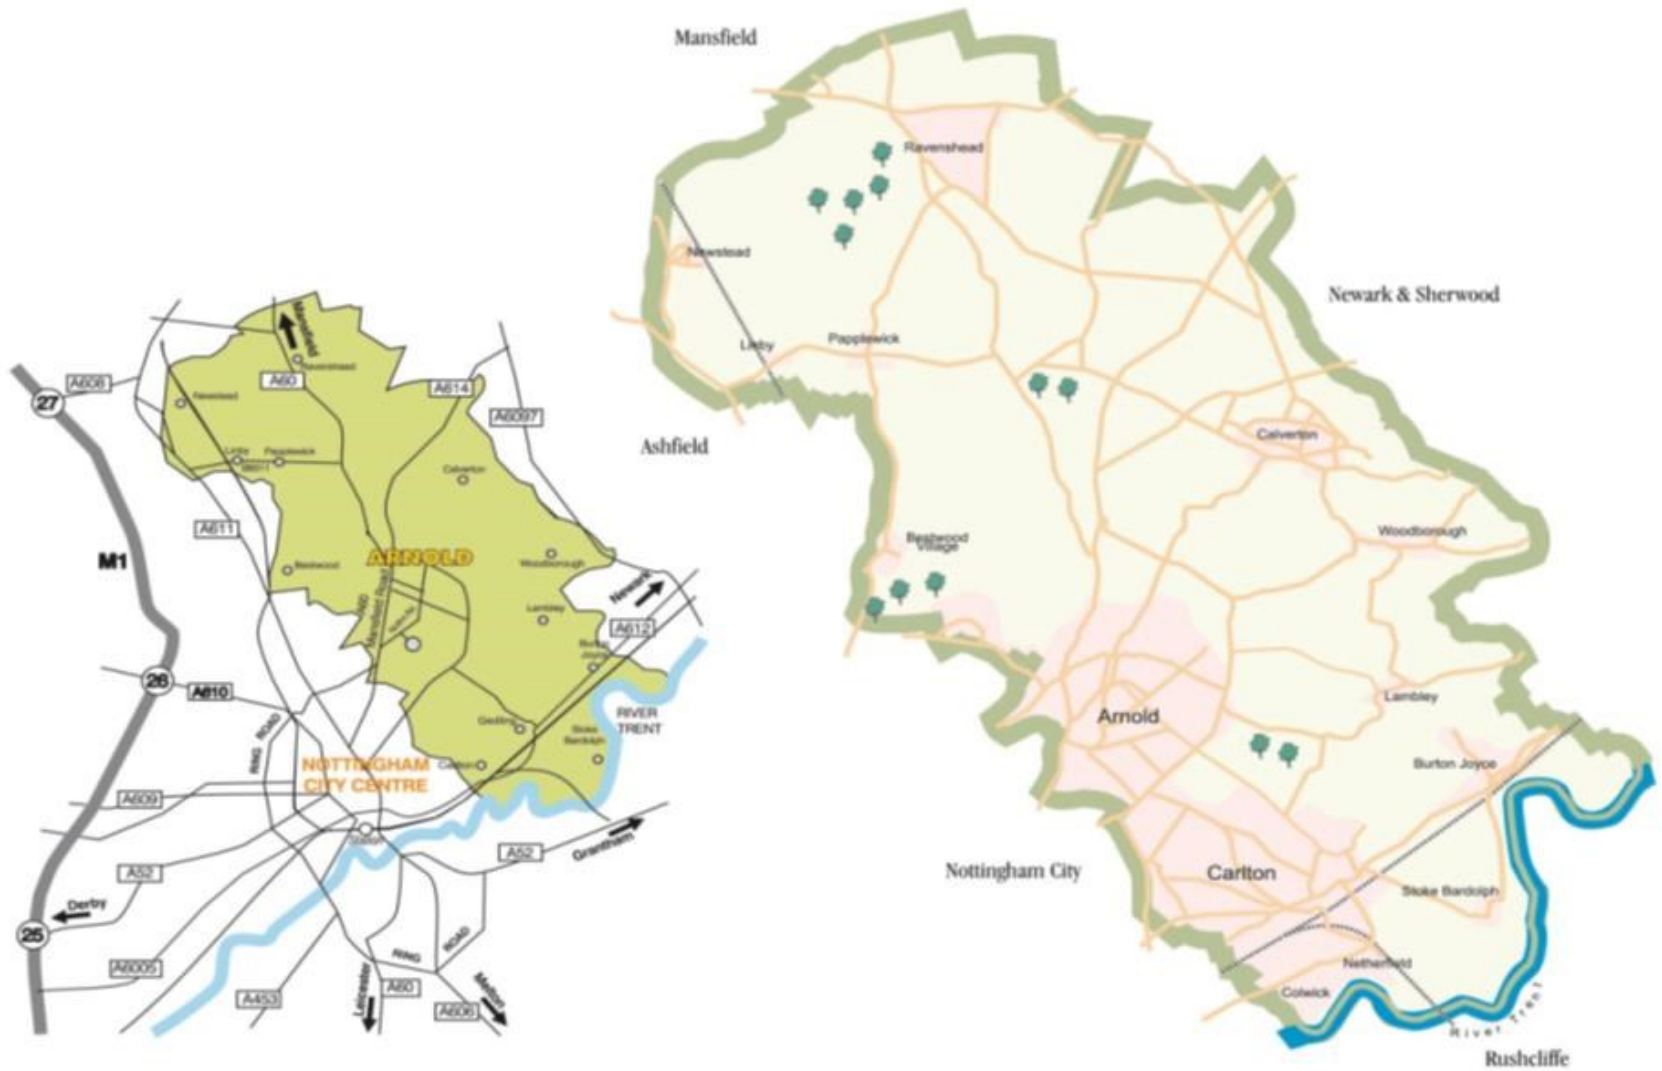 Mansfield
Ravenshead
Newstead
Newark & Sherwood
Linby
Papplewick
Ashfield
Calverton
Bestwood
Village
Woodborough
Lambley
Arnold
Burton Joyce
Nottingham City
Carlton
Stoke Bardolph
Netherfield
Colwick
River Trent
Rushcliffe
Mansfield
Ravenshead
A608
27
A60
A614
Newstead
A6097
Linby
Papplewick
Calverton
A611
M1
ARNOLD
Bestwood
Woodborough
Newark
A60
Mansfield Road
Lambley
A612
Burton
Joyce
26
A610
RING ROAD
RIVER
TRENT
Gedling
Stoke
Bardolph
NOTTINGHAM
CITY CENTRE
Carlton
A609
Station
A52
Grantham
A52
Derby
25
RING ROAD
A6005
A453
Leicester
A60
Melton
A606